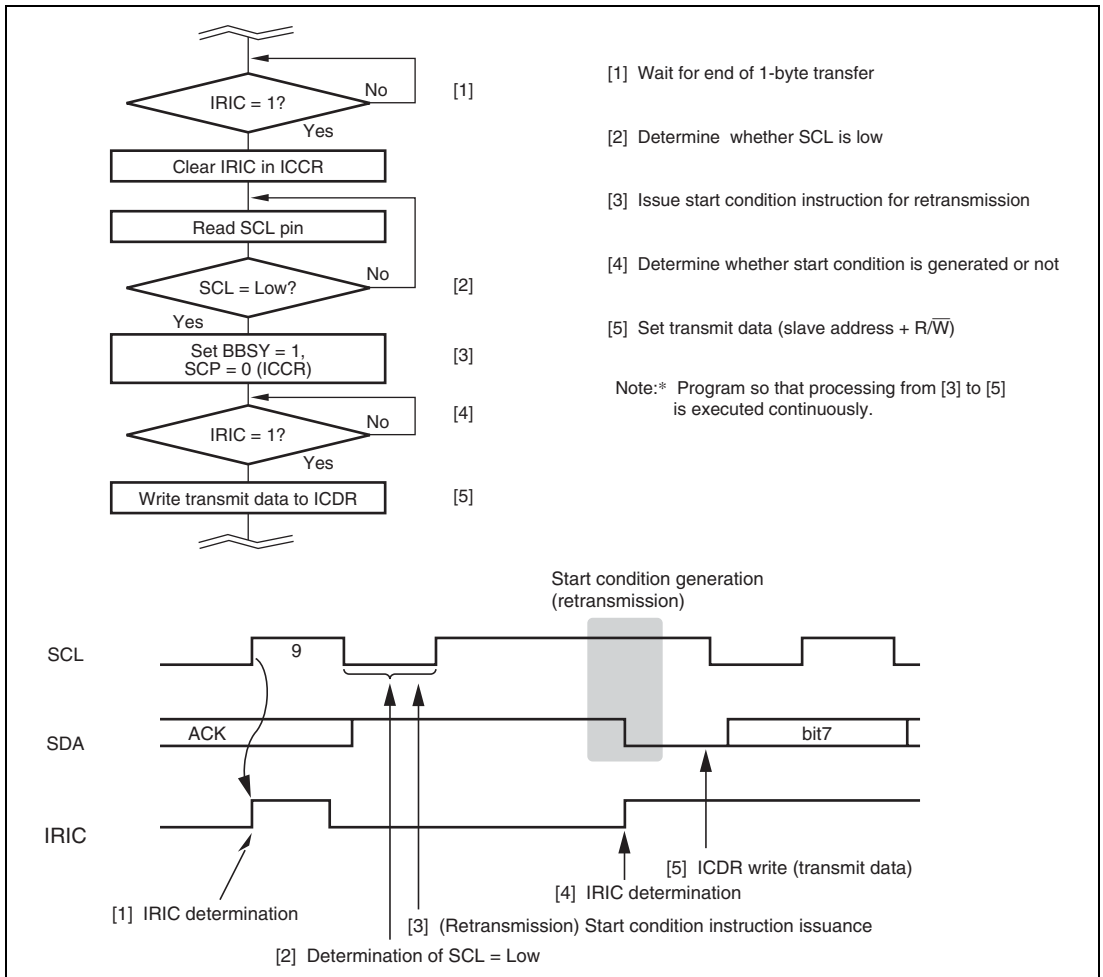 IRIC = 1?
No
[1]
Yes
Clear IRIC in ICCR
Read SCL pin
SCL = Low?
No
[2]
Yes
Set BBSY = 1,
SCP = 0 (ICCR)
[3]
IRIC = 1?
No
[4]
Yes
Write transmit data to ICDR
[5]
[1] Wait for end of 1-byte transfer
[2] Determine whether SCL is low
[3] Issue start condition instruction for retransmission
[4] Determine whether start condition is generated or not
[5] Set transmit data (slave address + R/W̅)
Note:* Program so that processing from [3] to [5]
is executed continuously.
Start condition generation
(retransmission)
SCL
9
SDA
ACK
bit7
IRIC
[5] ICDR write (transmit data)
[4] IRIC determination
[1] IRIC determination
[3] (Retransmission) Start condition instruction issuance
[2] Determination of SCL = Low